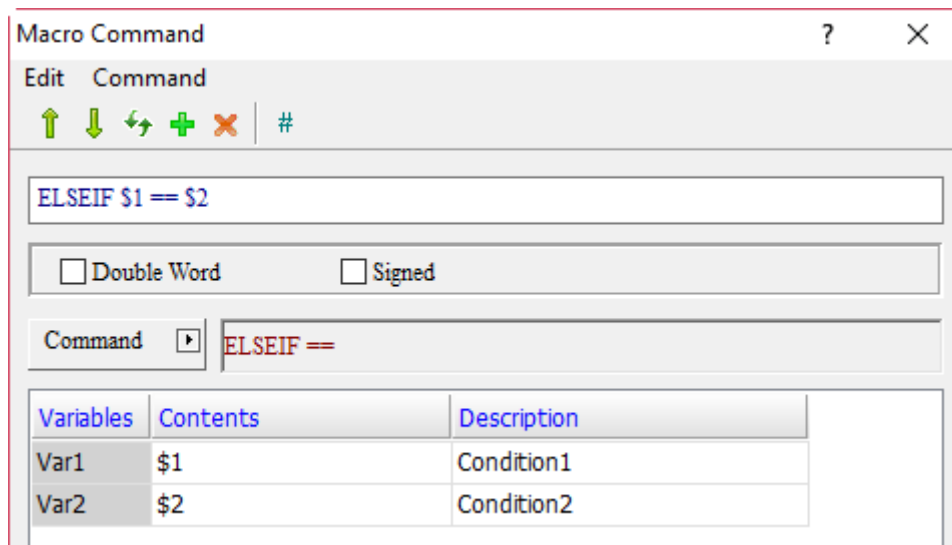 Macro Command ?
Edit Command
#
ELSEIF $1 == $2
Double Word Signed
Command ELSEIF ==
Variables Contents Description
Var1 $1 Condition1
Var2 $2 Condition2